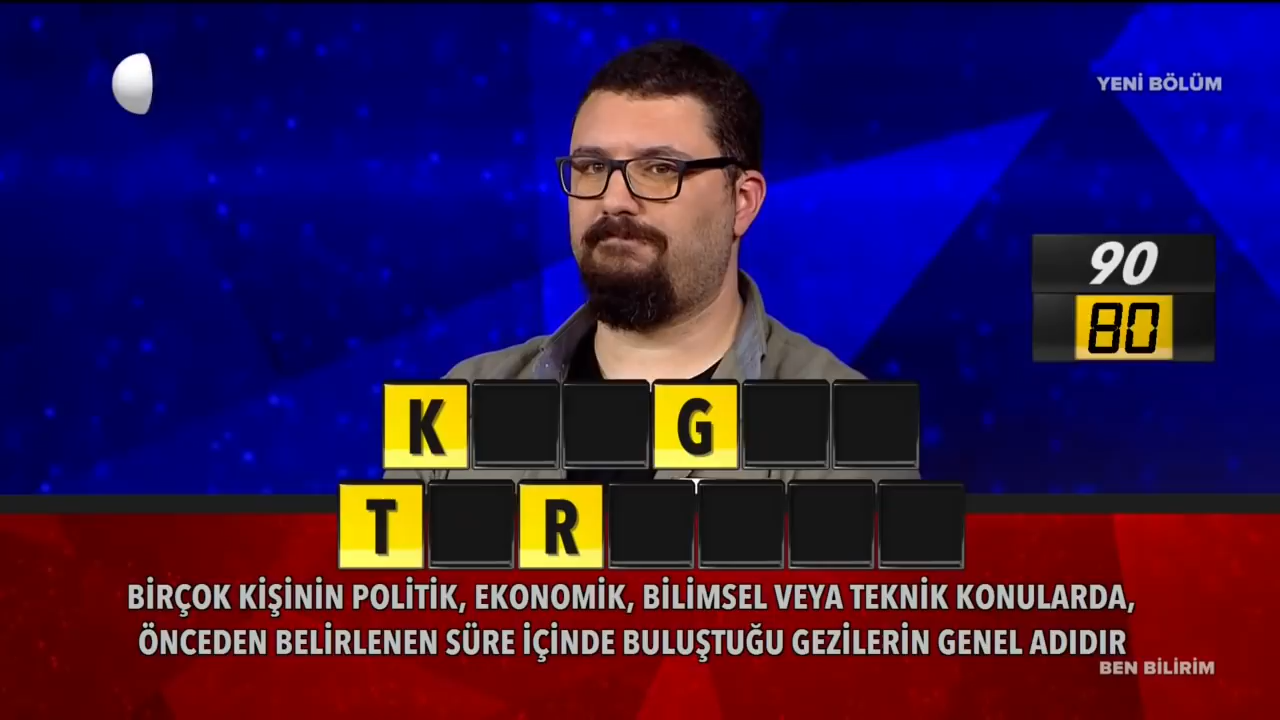 YENİ BÖLÜM
90
80
K G
T R
BİRÇOK KİŞİNİN POLİTİK, EKONOMİK, BİLİMSEL VEYA TEKNİK KONULARDA,
ÖNCEDEN BELİRLENEN SÜRE İÇİNDE BULUŞTUĞU GEZİLERİN GENEL ADIDIR
BEN BİLİRİM